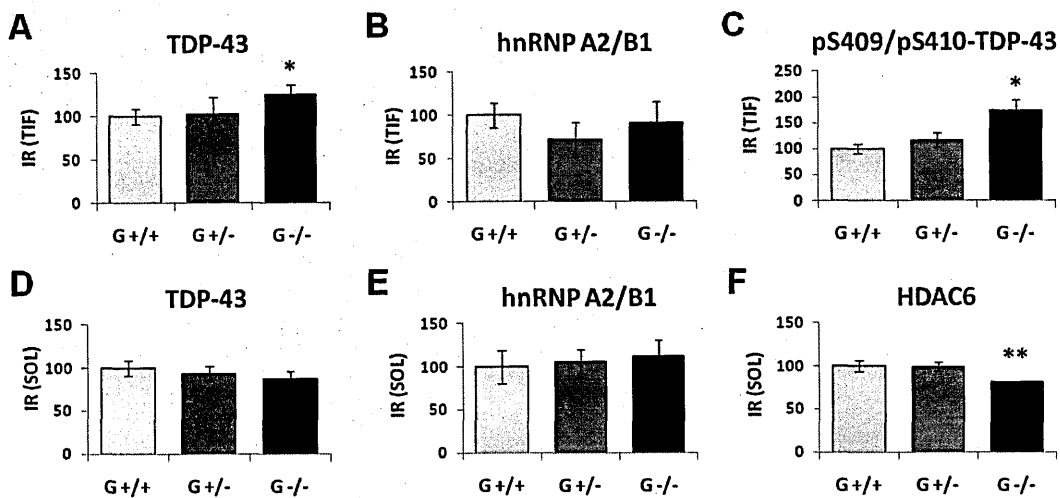 A
TDP-43
*
150
100
50
0
IR (TIF)
G +/+ G +/- G -/-
B
hnRNP A2/B1
150
100
50
0
IR (TIF)
G +/+ G +/- G -/-
C
pS409/pS410-TDP-43
*
250
200
150
100
50
0
IR (TIF)
G +/+ G +/- G -/-
D
TDP-43
150
100
50
0
IR (SOL)
G +/+ G +/- G -/-
E
hnRNP A2/B1
150
100
50
0
IR (SOL)
G +/+ G +/- G -/-
F
HDAC6
**
150
100
50
0
IR (SOL)
G +/+ G +/- G -/-